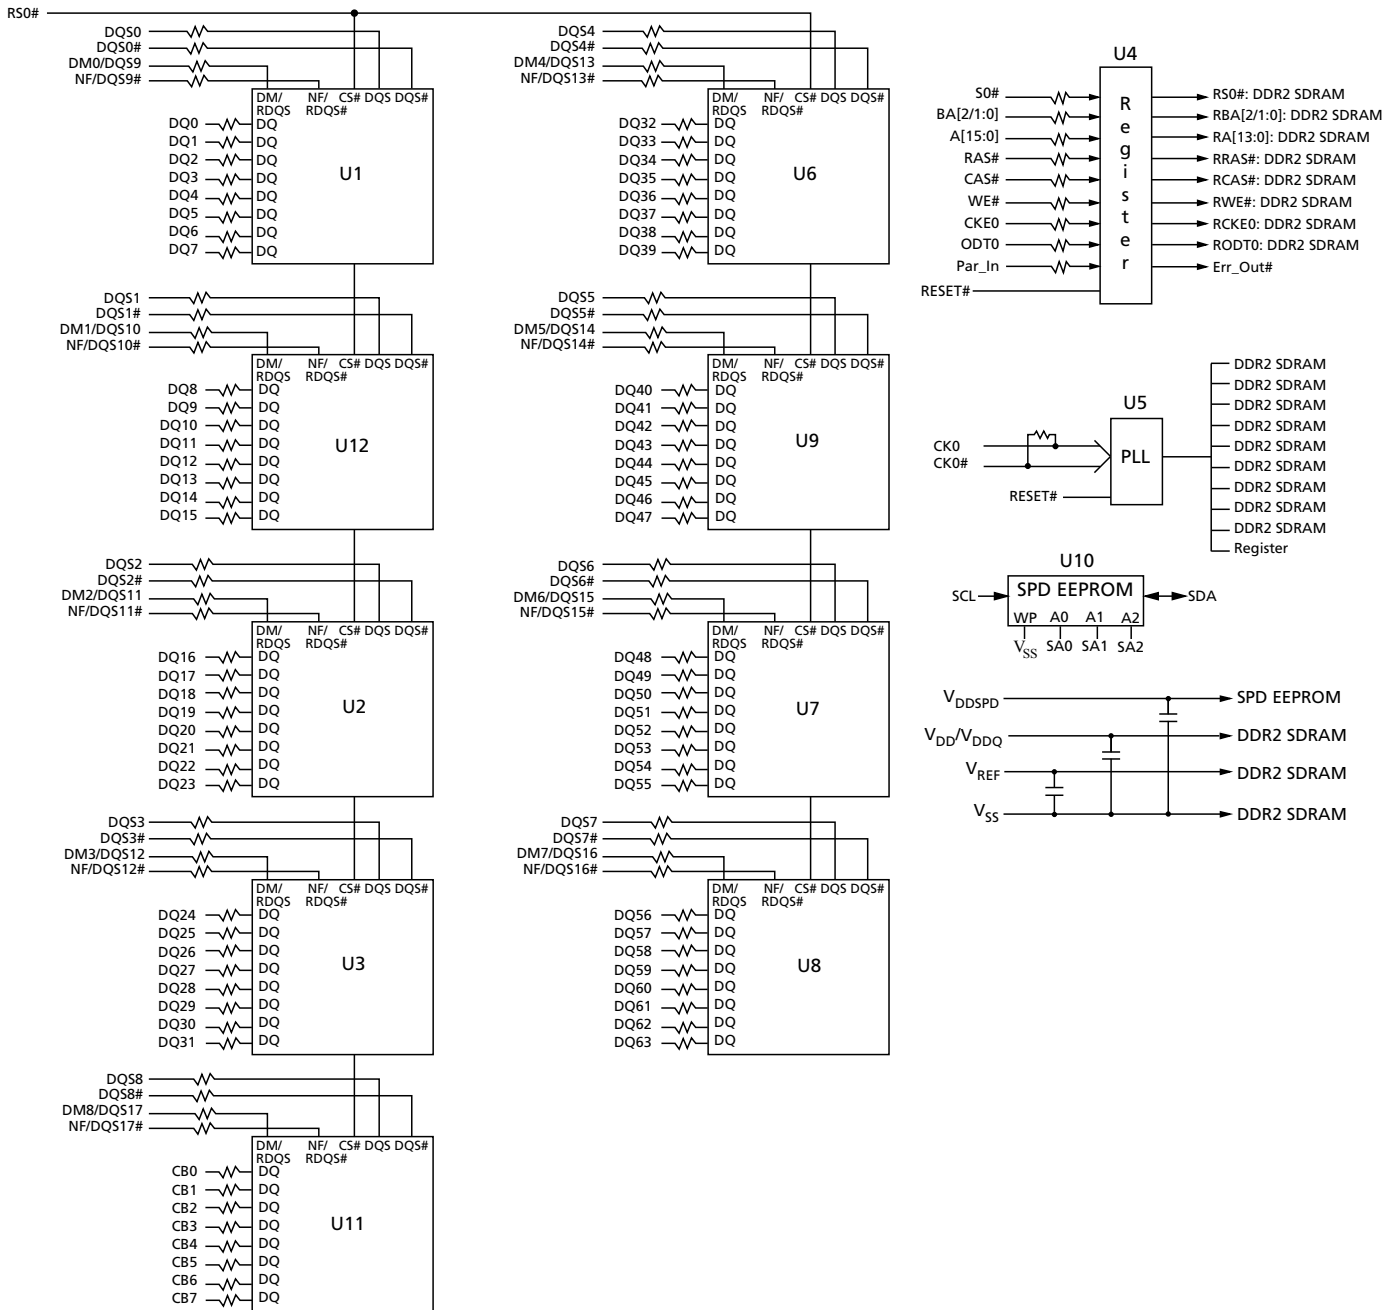 RS0#
DQS0
DQS0#
DM0/DQS9
NF/DQS9#
DM/ NF/ CS# DQS DQS#
RDQS RDQS#
DQ0 DQ
DQ1 DQ
DQ2 DQ
DQ3 DQ
DQ4 DQ
DQ5 DQ
DQ6 DQ
DQ7 DQ
U1
DQS1
DQS1#
DM1/DQS10
NF/DQS10#
DM/ NF/ CS# DQS DQS#
RDQS RDQS#
DQ8 DQ
DQ9 DQ
DQ10 DQ
DQ11 DQ
DQ12 DQ
DQ13 DQ
DQ14 DQ
DQ15 DQ
U12
DQS2
DQS2#
DM2/DQS11
NF/DQS11#
DM/ NF/ CS# DQS DQS#
RDQS RDQS#
DQ16 DQ
DQ17 DQ
DQ18 DQ
DQ19 DQ
DQ20 DQ
DQ21 DQ
DQ22 DQ
DQ23 DQ
U2
DQS3
DQS3#
DM3/DQS12
NF/DQS12#
DM/ NF/ CS# DQS DQS#
RDQS RDQS#
DQ24 DQ
DQ25 DQ
DQ26 DQ
DQ27 DQ
DQ28 DQ
DQ29 DQ
DQ30 DQ
DQ31 DQ
U3
DQS8
DQS8#
DM8/DQS17
NF/DQS17#
DM/ NF/ CS# DQS DQS#
RDQS RDQS#
CB0 DQ
CB1 DQ
CB2 DQ
CB3 DQ
CB4 DQ
CB5 DQ
CB6 DQ
CB7 DQ
U11
DQS4
DQS4#
DM4/DQS13
NF/DQS13#
DM/ NF/ CS# DQS DQS#
RDQS RDQS#
DQ32 DQ
DQ33 DQ
DQ34 DQ
DQ35 DQ
DQ36 DQ
DQ37 DQ
DQ38 DQ
DQ39 DQ
U6
DQS5
DQS5#
DM5/DQS14
NF/DQS14#
DM/ NF/ CS# DQS DQS#
RDQS RDQS#
DQ40 DQ
DQ41 DQ
DQ42 DQ
DQ43 DQ
DQ44 DQ
DQ45 DQ
DQ46 DQ
DQ47 DQ
U9
DQS6
DQS6#
DM6/DQS15
NF/DQS15#
DM/ NF/ CS# DQS DQS#
RDQS RDQS#
DQ48 DQ
DQ49 DQ
DQ50 DQ
DQ51 DQ
DQ52 DQ
DQ53 DQ
DQ54 DQ
DQ55 DQ
U7
DQS7
DQS7#
DM7/DQS16
NF/DQS16#
DM/ NF/ CS# DQS DQS#
RDQS RDQS#
DQ56 DQ
DQ57 DQ
DQ58 DQ
DQ59 DQ
DQ60 DQ
DQ61 DQ
DQ62 DQ
DQ63 DQ
U8
U4
Register
S0# RS0#: DDR2 SDRAM
BA[2/1:0] RBA[2/1:0]: DDR2 SDRAM
A[15:0] RA[13:0]: DDR2 SDRAM
RAS# RRAS#: DDR2 SDRAM
CAS# RCAS#: DDR2 SDRAM
WE# RWE#: DDR2 SDRAM
CKE0 RCKE0: DDR2 SDRAM
ODT0 RODT0: DDR2 SDRAM
Par_In Err_Out#
RESET#
U5
PLL
CK0
CK0#
RESET#
DDR2 SDRAM
DDR2 SDRAM
DDR2 SDRAM
DDR2 SDRAM
DDR2 SDRAM
DDR2 SDRAM
DDR2 SDRAM
DDR2 SDRAM
DDR2 SDRAM
Register
U10
SCL SPD EEPROM SDA
WP A0 A1 A2
VSS SA0 SA1 SA2
VDDSPD SPD EEPROM
VDD/VDDQ DDR2 SDRAM
VREF DDR2 SDRAM
VSS DDR2 SDRAM